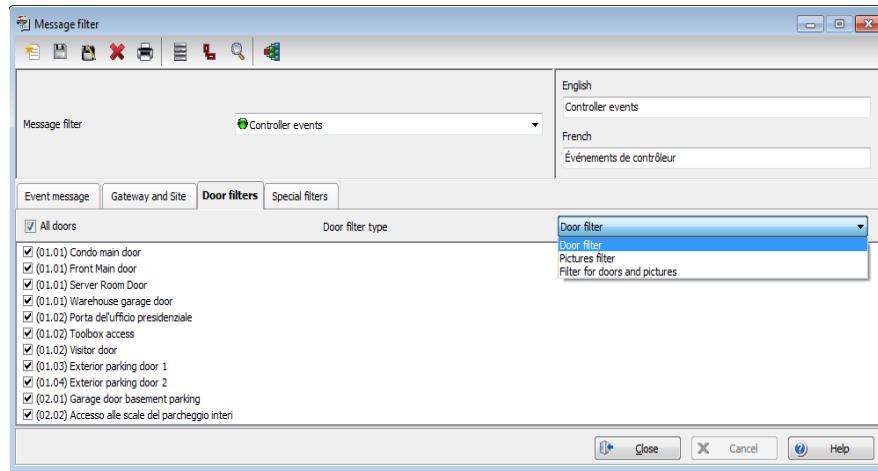 Message filter
English
Controller events
Message filter
Controller events
French
Événements de contrôleur
Event message
Gateway and Site
Door filters
Special filters
All doors
Door filter type
Door filter
Door filter
Pictures filter
Filter for doors and pictures
(01.01) Condo main door
(01.01) Front Main door
(01.01) Server Room Door
(01.01) Warehouse garage door
(01.02) Porta del'ufficio presidenziale
(01.02) Toolbox access
(01.02) Visitor door
(01.03) Exterior parking door 1
(01.04) Exterior parking door 2
(02.01) Garage door basement parking
(02.02) Accesso alle scale del parcheggio interi
Close
Cancel
Help